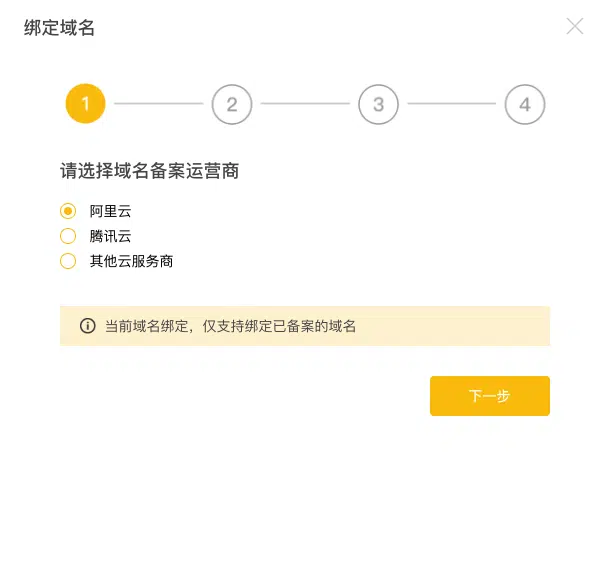 绑定域名
1 2 3 4
请选择域名备案运营商
阿里云
腾讯云
其他云服务商
当前域名绑定，仅支持绑定已备案的域名
下一步